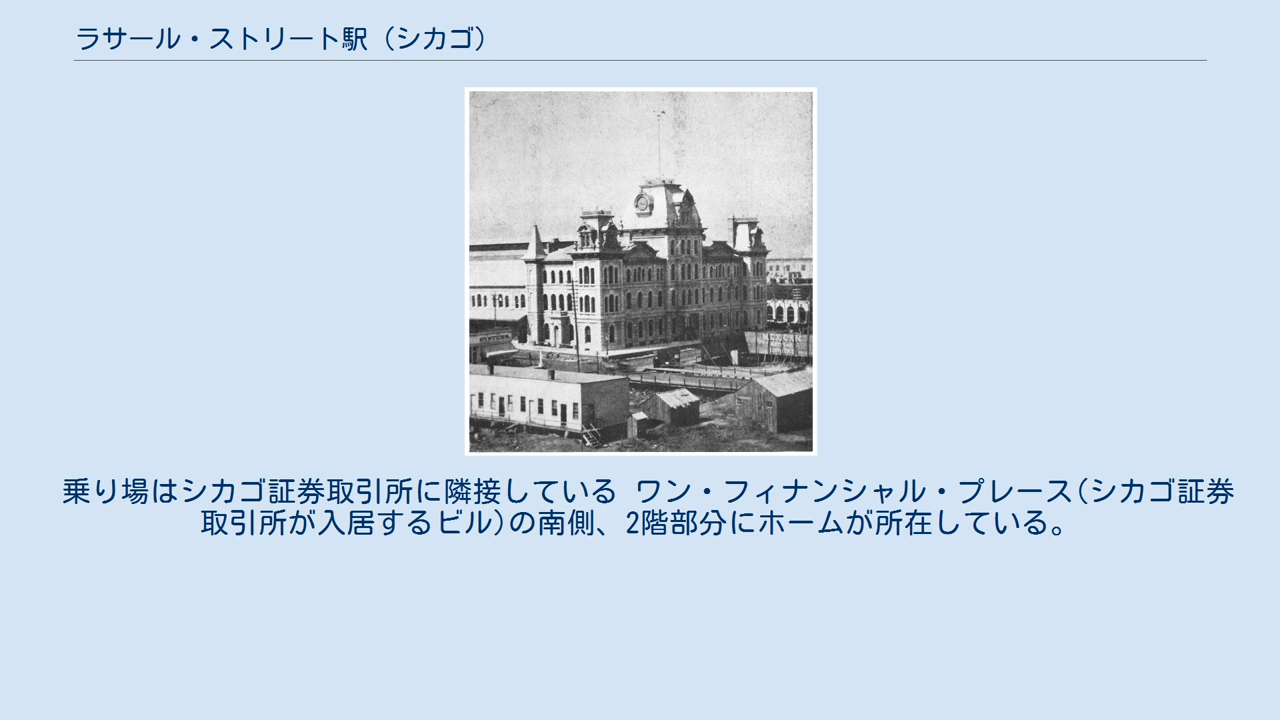 ラサール・ストリート駅（シカゴ）
乗り場はシカゴ証券取引所に隣接している ワン・フィナンシャル・プレース(シカゴ証券
取引所が入居するビル)の南側、2階部分にホームが所在している。